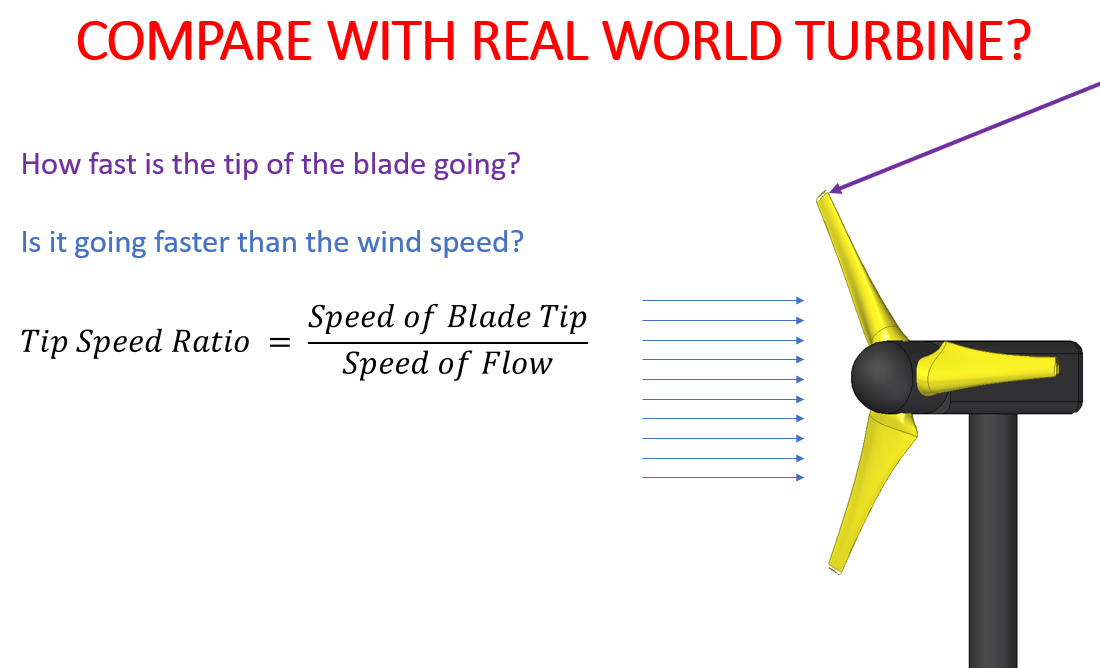 COMPARE WITH REAL WORLD TURBINE?
How fast is the tip of the blade going?
Is it going faster than the wind speed?
Tip Speed Ratio = Speed of Blade Tip / Speed of Flow